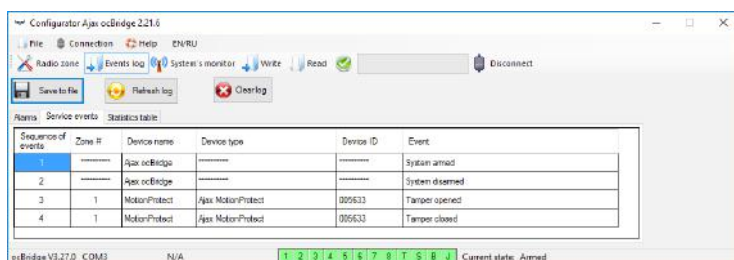 Configurator Ajax ocBridge 2.21.6
File Connection Help EN/RU
Radio zone Events log System's monitor Write Read Disconnect
Save to file Refresh log Clear log
Alarms Service events Statistics table
Sequence of events Zone # Device name Device type Device ID Event
1 ---------- Ajax ocBridge ---------- ---------- System armed
2 ---------- Ajax ocBridge ---------- ---------- System disarmed
3 1 MotionProtect Ajax MotionProtect 005633 Tamper opened
4 1 MotionProtect Ajax MotionProtect 005633 Tamper closed
ocBridge V3.27.0 COM3 N/A 1 2 3 4 5 6 7 8 T S B J Current state: Armed